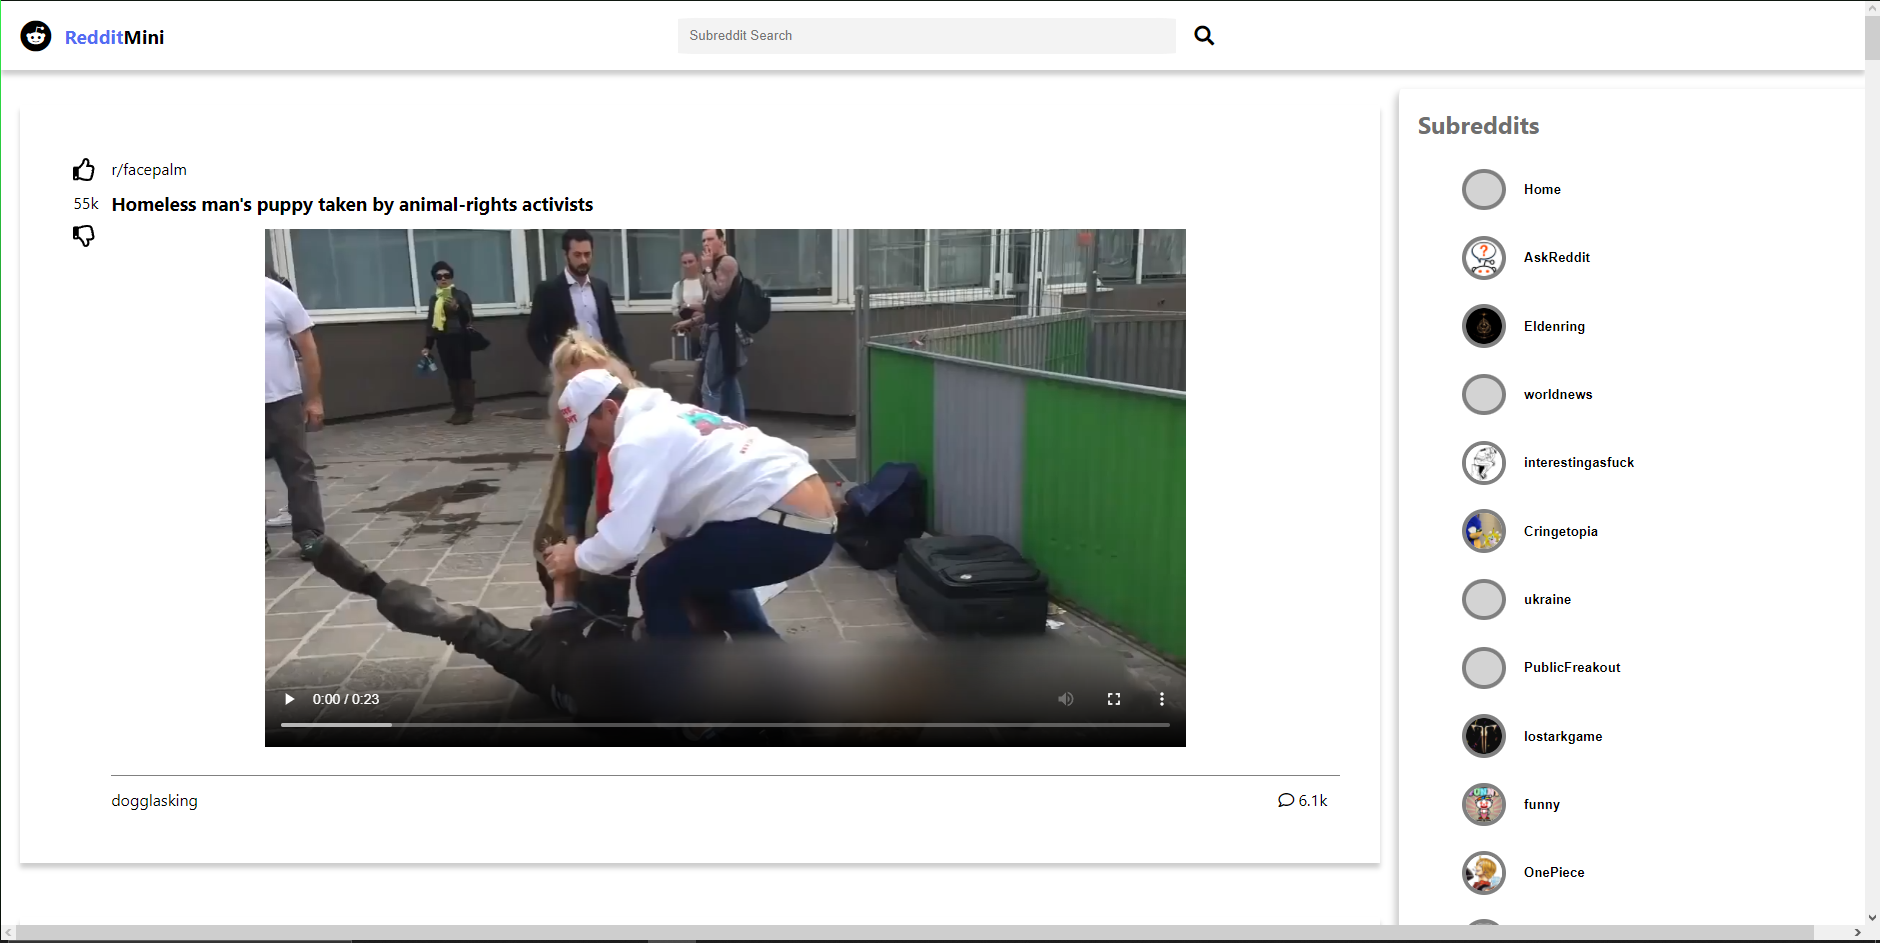 RedditMini
Subreddit Search
r/facepalm
55k
Homeless man's puppy taken by animal-rights activists
0:00 / 0:23
dogglasking
6.1k
Subreddits
Home
AskReddit
Eldenring
worldnews
interestingasfuck
Cringetopia
ukraine
PublicFreakout
lostarkgame
funny
OnePiece